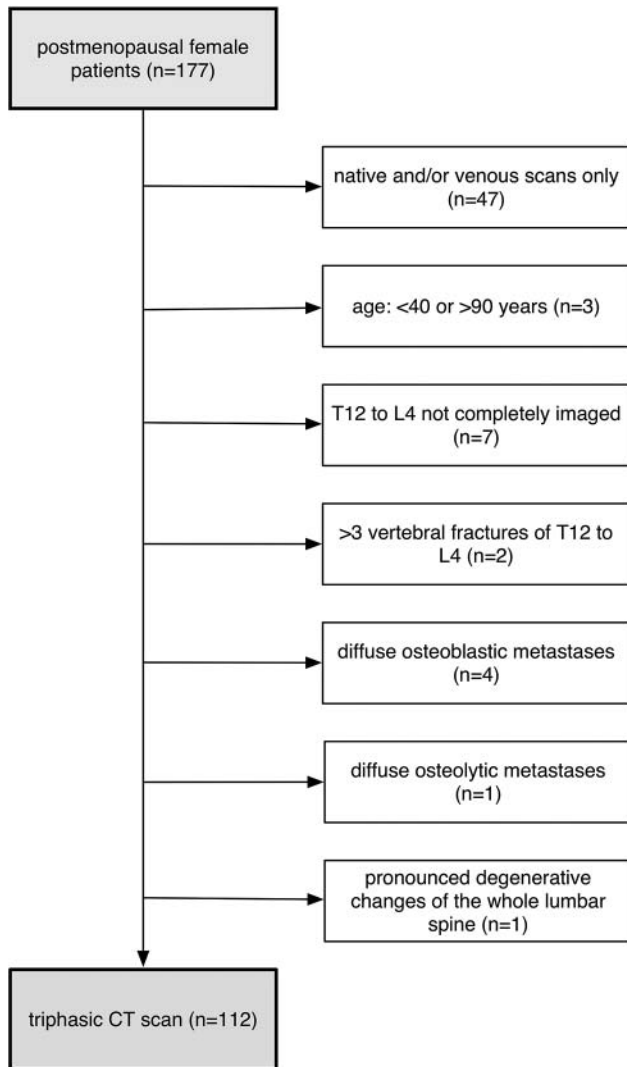 postmenopausal female
patients (n=177)
native and/or venous scans only
(n=47)
age: <40 or >90 years (n=3)
T12 to L4 not completely imaged
(n=7)
>3 vertebral fractures of T12 to
L4 (n=2)
diffuse osteoblastic metastases
(n=4)
diffuse osteolytic metastases
(n=1)
pronounced degenerative
changes of the whole lumbar
spine (n=1)
triphasic CT scan (n=112)